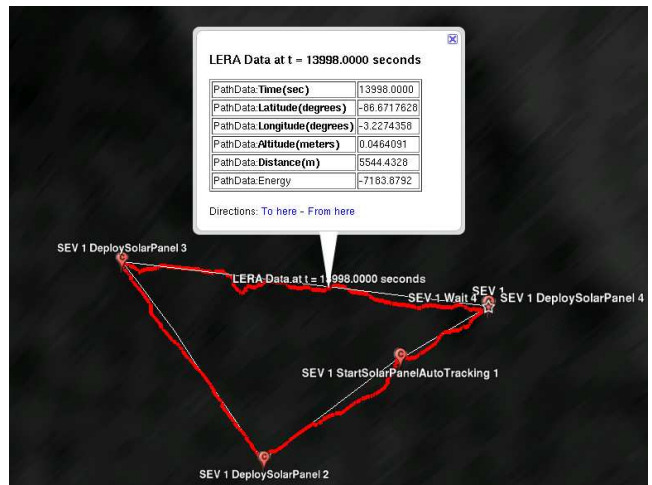 LERA Data at t = 13998.0000 seconds
PathData:Time(sec) 13998.0000
PathData:Latitude(degrees) -86.6717628
PathData:Longitude(degrees) -3.2274358
PathData:Altitude(meters) 0.0464091
PathData:Distance(m) 5544.4328
PathData:Energy -7183.8792
Directions: To here - From here
SEV 1 DeploySolarPanel 3
LERA Data at t = 13998.0000 seconds
SEV 1
SEV 1 Wait 4
SEV 1 DeploySolarPanel 4
SEV 1 StartSolarPanelAutoTracking 1
SEV 1 DeploySolarPanel 2